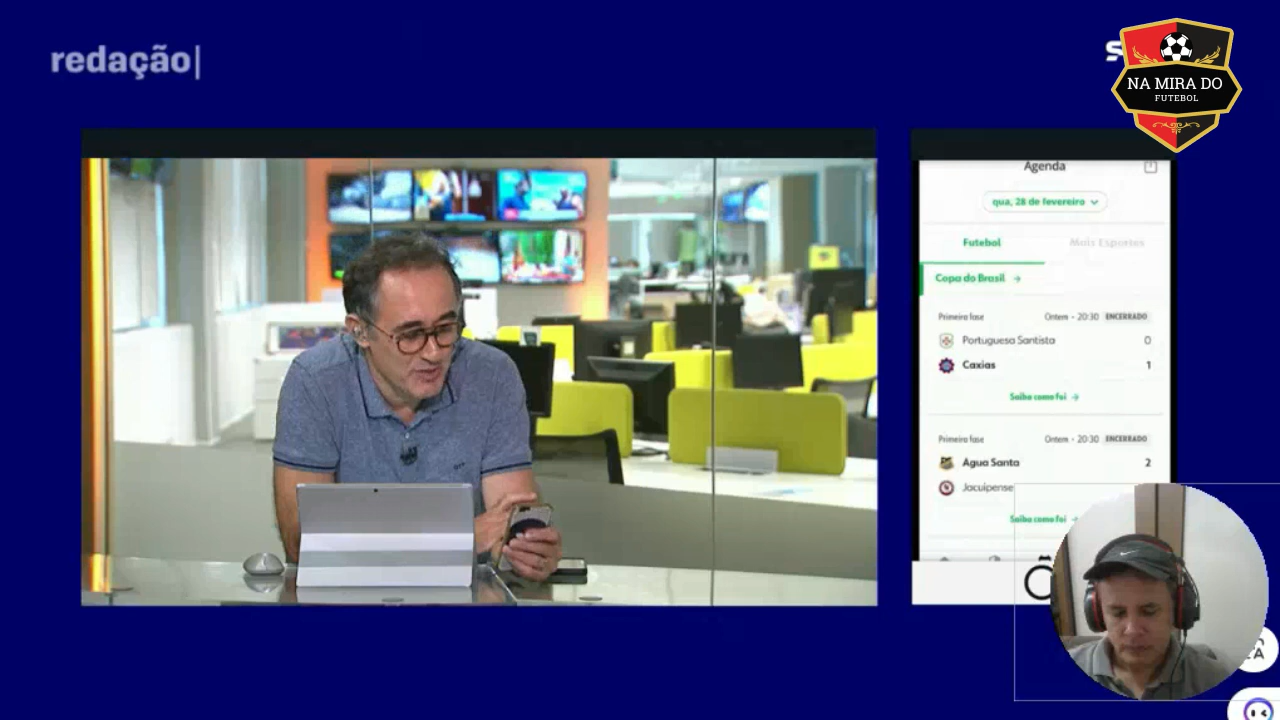 redação|
NA MIRA DO
FUTEBOL
Agenda
qua, 28 de fevereiro
Futebol
Mais Esportes
Copa do Brasil
Primeira fase
Ontem • 20:30 ENCERRADO
Portuguesa Santista 0
Caxias 1
Saiba como foi
Primeira fase
Ontem • 20:30 ENCERRADO
Água Santa 2
Jacuipense
Saiba como foi